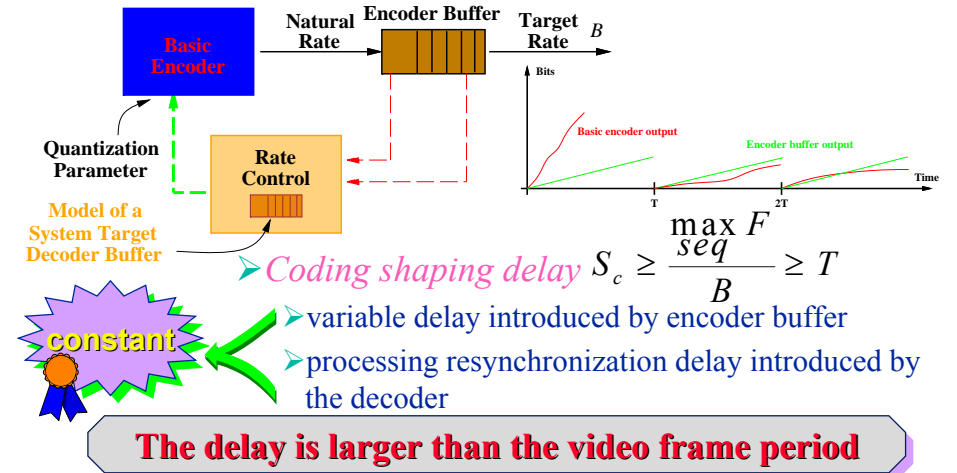 Basic
Encoder
Natural
Rate
Encoder Buffer
Target
Rate
B
Bits
Basic encoder output
Encoder buffer output
Time
T
2T
Quantization
Parameter
Rate
Control
Model of a
System Target
Decoder Buffer
Coding shaping delay S_c ≥ max_seq F / B ≥ T
constant
variable delay introduced by encoder buffer
processing resynchronization delay introduced by
the decoder
The delay is larger than the video frame period